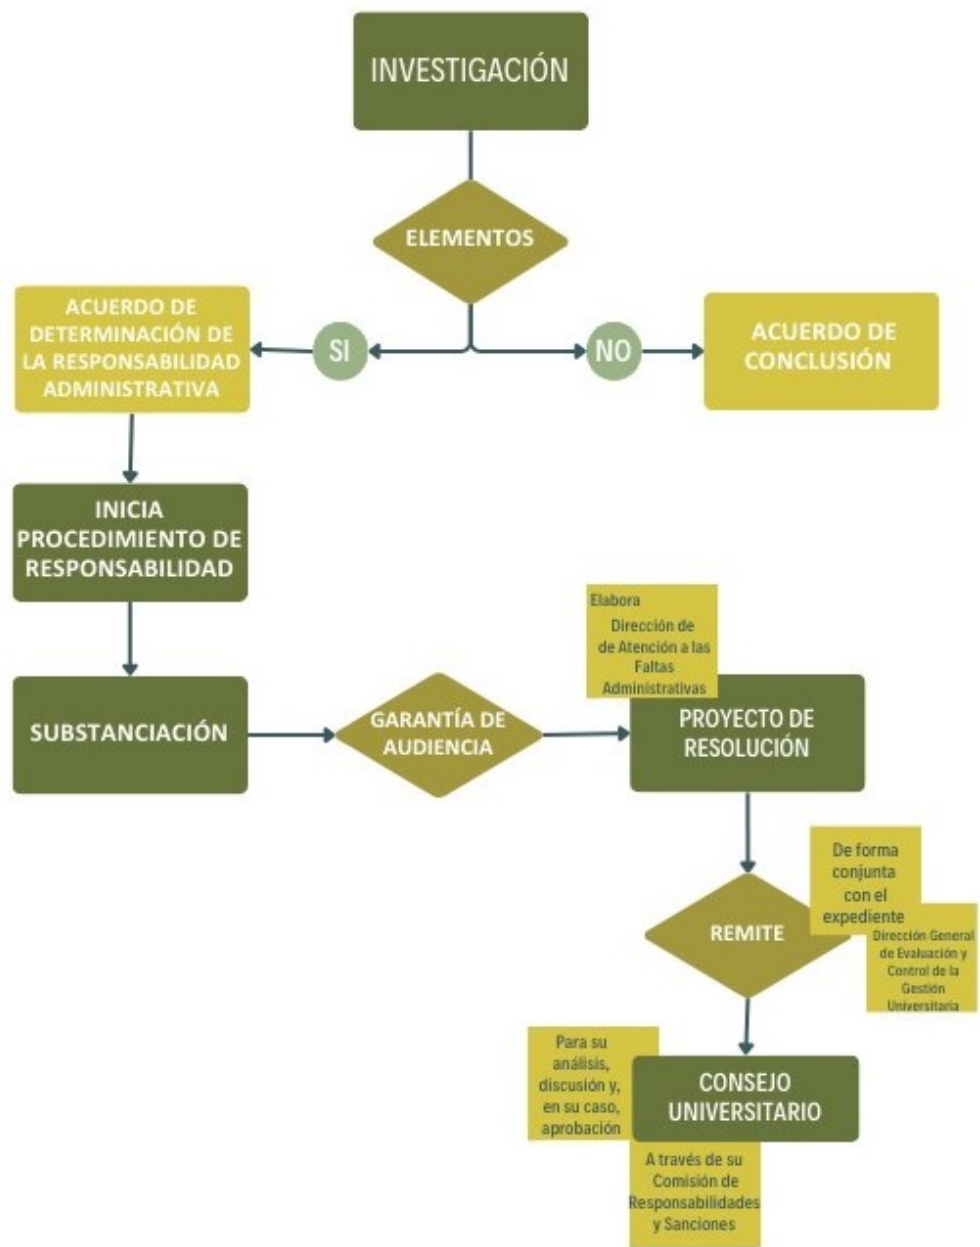 INVESTIGACIÓN
ELEMENTOS
ACUERDO DE
DETERMINACIÓN DE
LA RESPONSABILIDAD
ADMINISTRATIVA
SI
NO
ACUERDO DE
CONCLUSIÓN
INICIA
PROCEDIMIENTO DE
RESPONSABILIDAD
SUBSTANCIACIÓN
GARANTÍA DE
AUDIENCIA
Elabora
Dirección de
de Atención a las
Faltas
Administrativas
PROYECTO DE
RESOLUCIÓN
De forma
conjunta
con el
expediente
REMITE
Dirección General
de Evaluación y
Control de la
Gestión
Universitaria
Para su
análisis,
discusión y,
en su caso,
aprobación
CONSEJO
UNIVERSITARIO
A través de su
Comisión de
Responsabilidades
y Sanciones